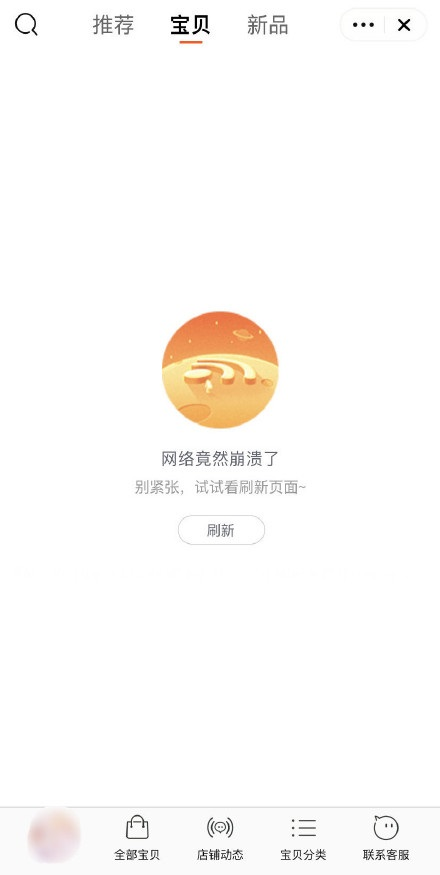 推荐
宝贝
新品
网络竟然崩溃了
别紧张，试试看刷新页面~
刷新
全部宝贝
店铺动态
宝贝分类
联系客服